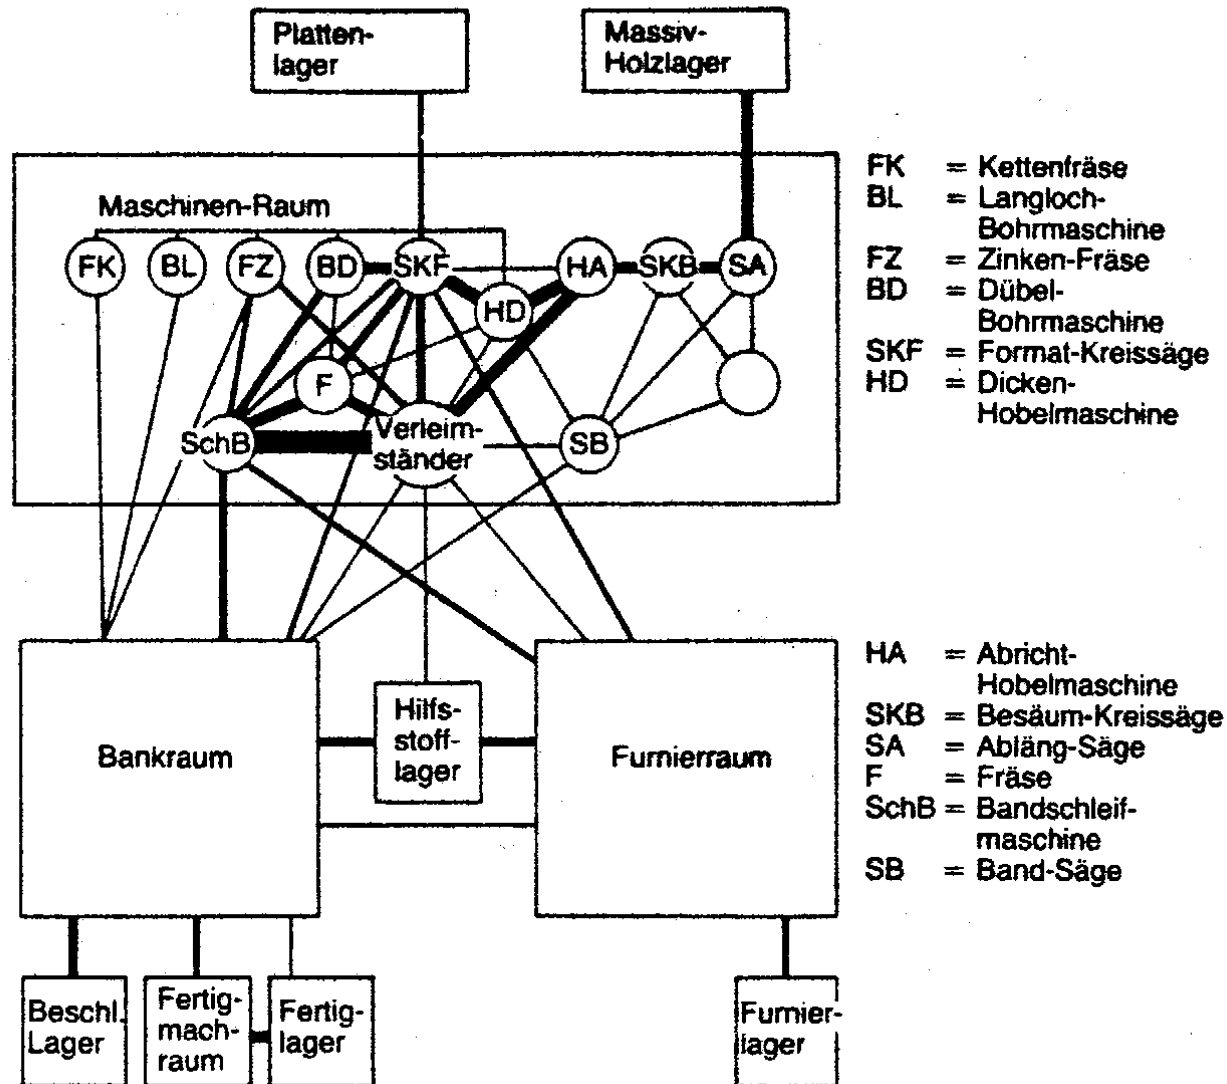 Platten-
lager
Massiv-
Holzlager
Maschinen-Raum
FK
BL
FZ
BD
SKF
HA
SKB
SA
HD
F
SchB
Verleim-
ständer
SB
FK = Kettenfräse
BL = Langloch-
Bohrmaschine
FZ = Zinken-Fräse
BD = Dübel-
Bohrmaschine
SKF = Format-Kreissäge
HD = Dicken-
Hobelmaschine
Bankraum
Hilfs-
stoff-
lager
Furnierraum
HA = Abricht-
Hobelmaschine
SKB = Besäum-Kreissäge
SA = Abläng-Säge
F = Fräse
SchB = Bandschleif-
maschine
SB = Band-Säge
Beschl.
Lager
Fertig-
mach-
raum
Fertig-
lager
Furnier-
lager